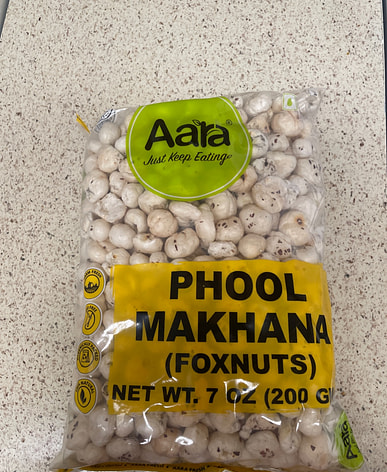 Aara®
Just Keep Eating
PHOOL
MAKHANA
(FOXNUTS)
NET WT. 7 OZ (200 G